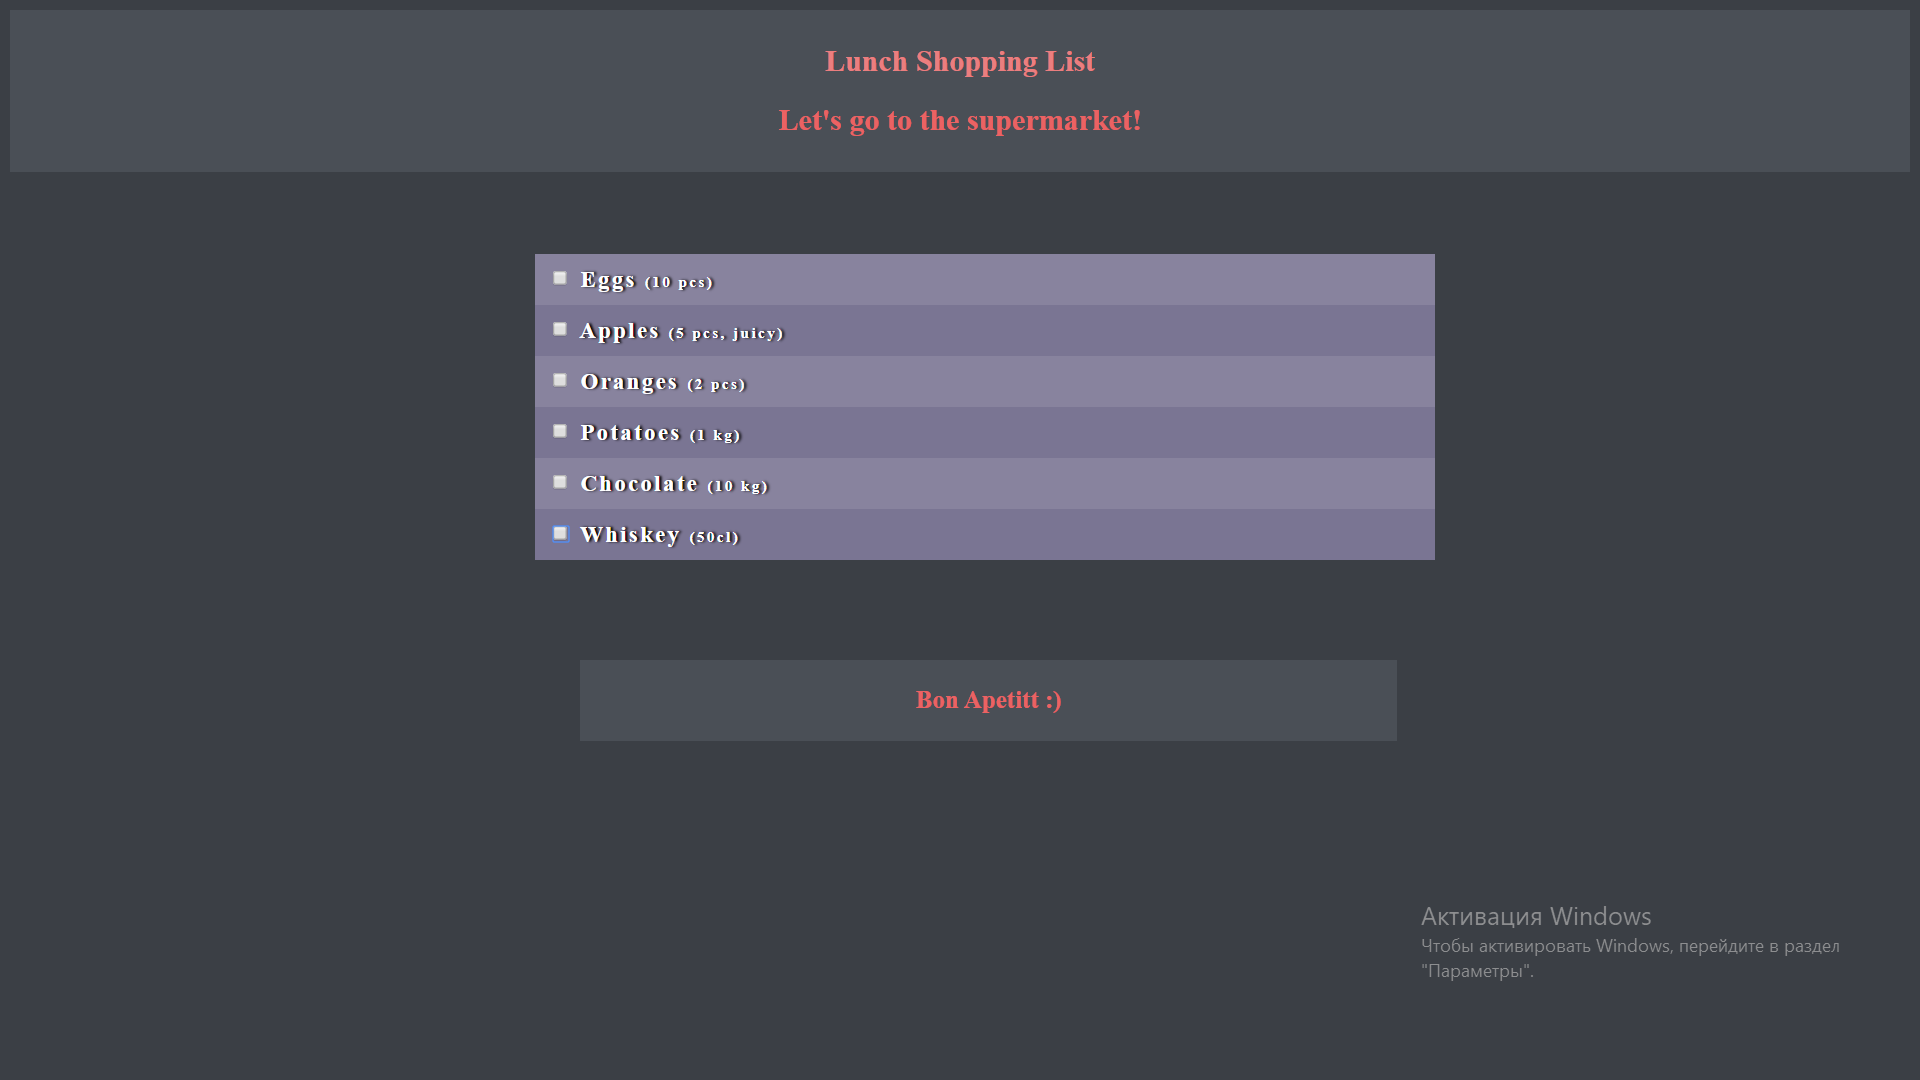 Lunch Shopping List
Let's go to the supermarket!
Eggs (10 pcs)
Apples (5 pcs, juicy)
Oranges (2 pcs)
Potatoes (1 kg)
Chocolate (10 kg)
Whiskey (50cl)
Bon Apetitt :)
Активация Windows
Чтобы активировать Windows, перейдите в раздел
"Параметры".